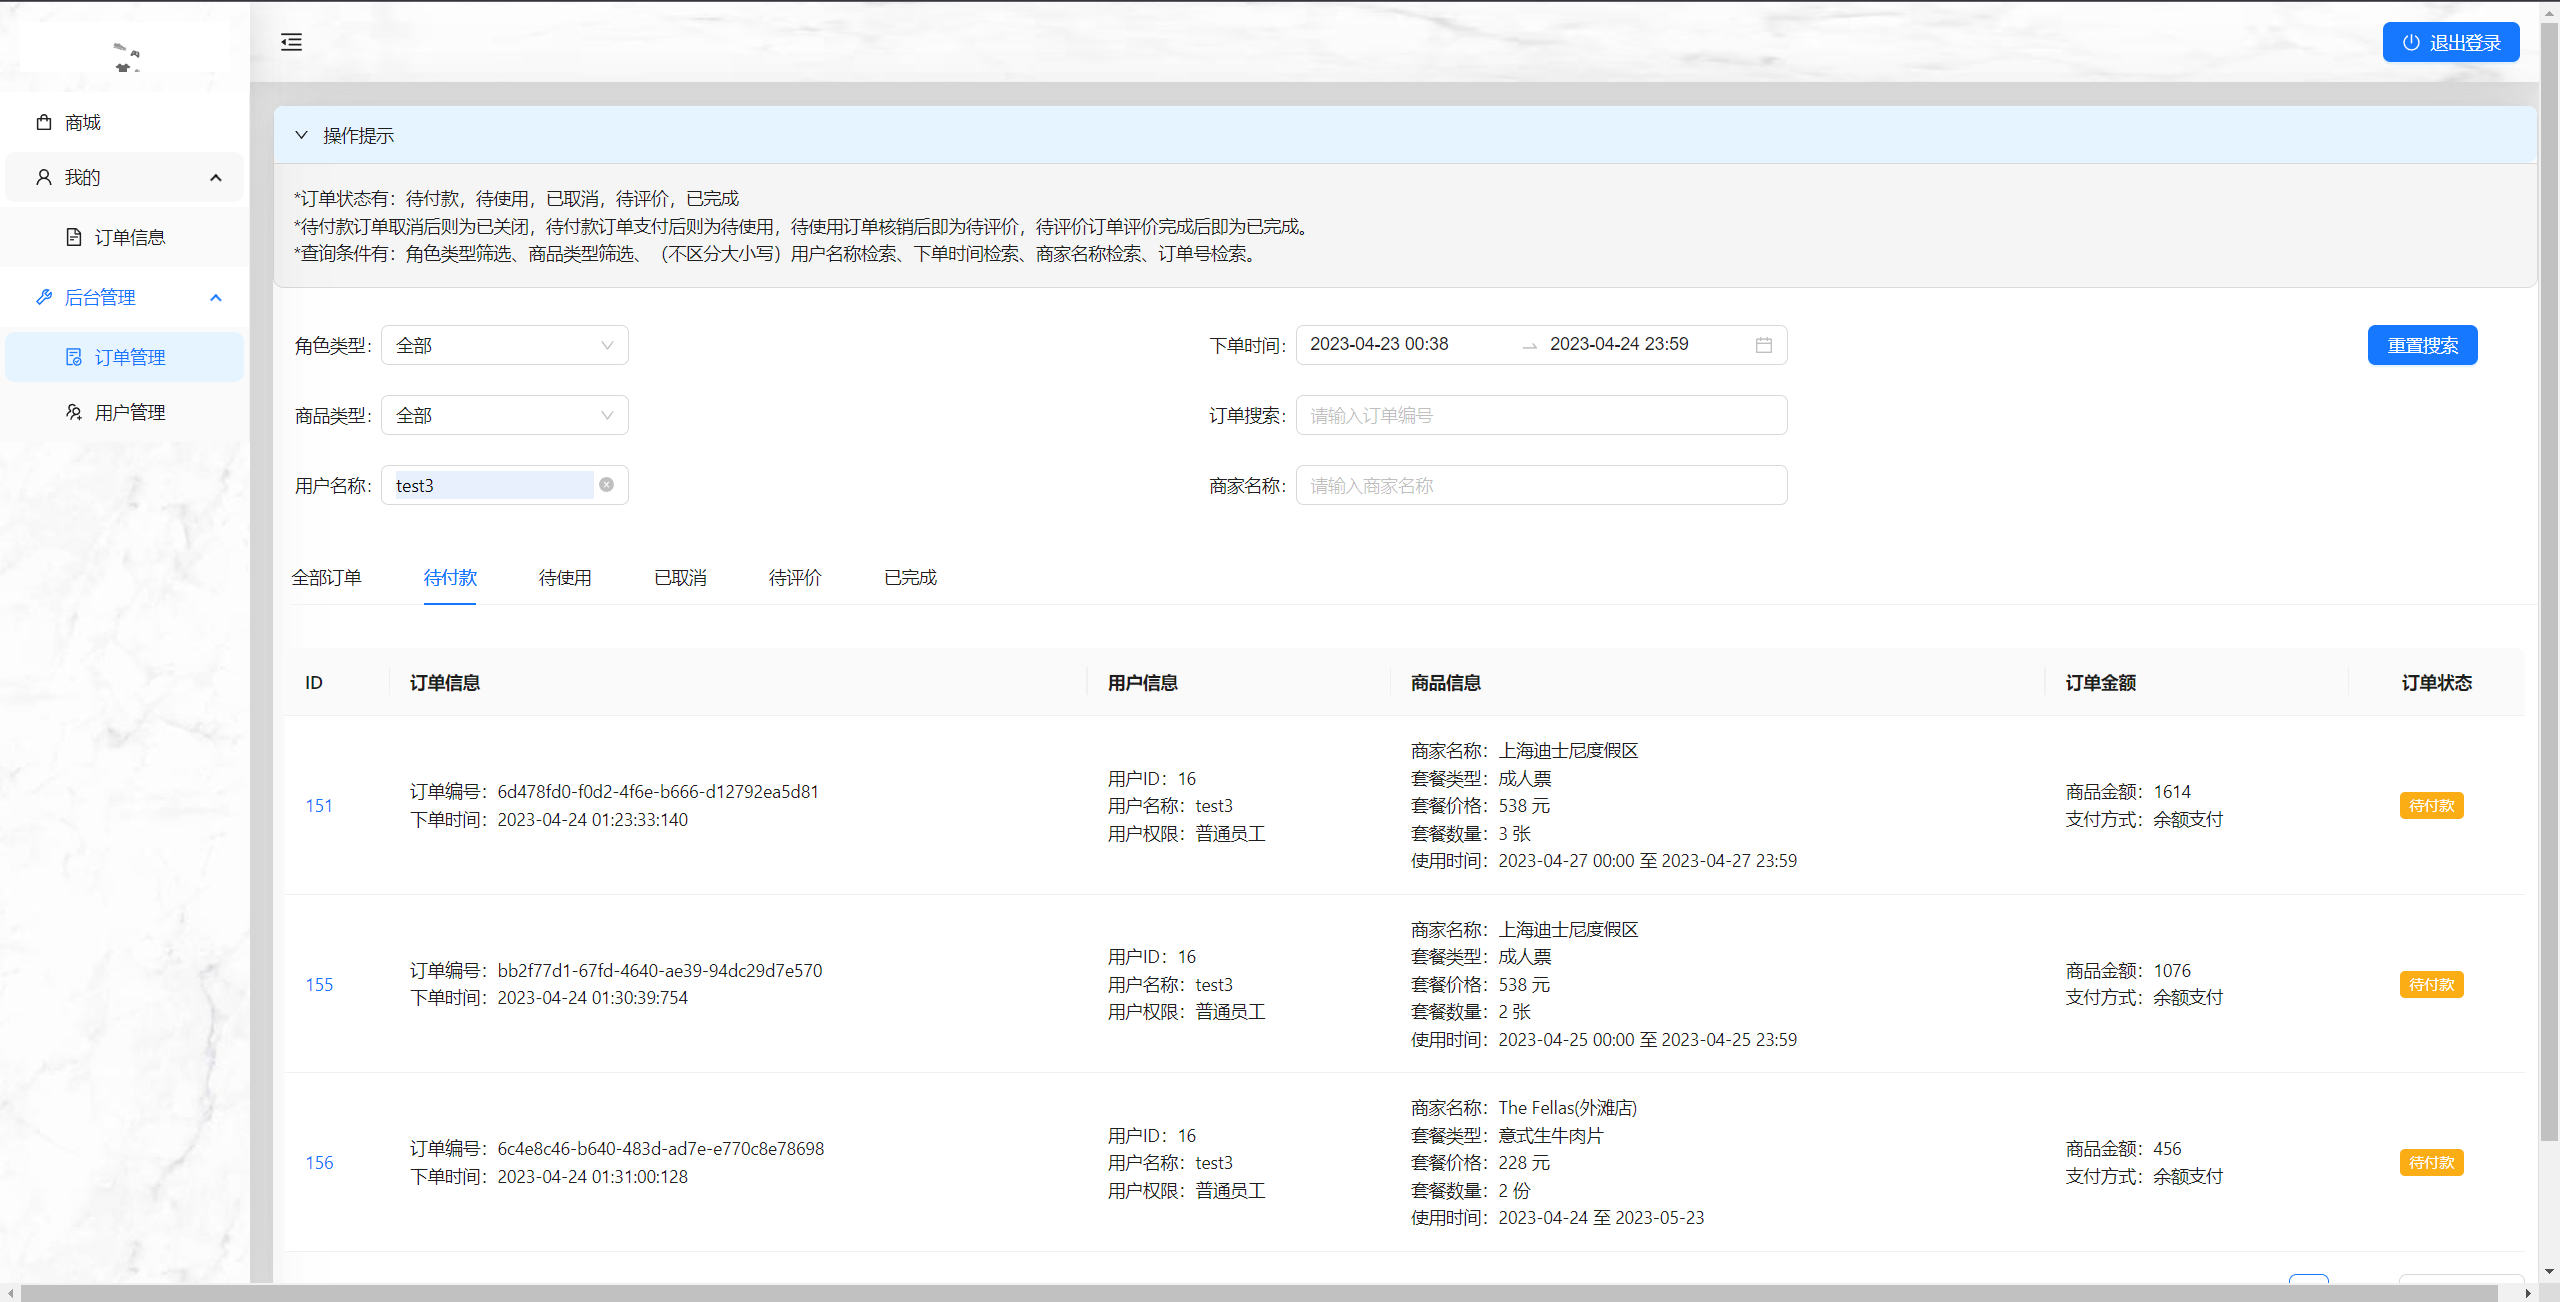 退出登录
商城
我的
订单信息
后台管理
订单管理
用户管理
操作提示
*订单状态有：待付款，待使用，已取消，待评价，已完成
*待付款订单取消后则为已关闭，待付款订单支付后则为待使用，待使用订单核销后即为待评价，待评价订单评价完成后即为已完成。
*查询条件有：角色类型筛选、商品类型筛选、（不区分大小写）用户名称检索、下单时间检索、商家名称检索、订单号检索。
角色类型： 全部 下单时间： 2023-04-23 00:38 → 2023-04-24 23:59 重置搜索
商品类型： 全部 订单搜索： 请输入订单编号
用户名称： test3 商家名称： 请输入商家名称
全部订单 待付款 待使用 已取消 待评价 已完成
ID 订单信息 用户信息 商品信息 订单金额 订单状态
151
订单编号：6d478fd0-f0d2-4f6e-b666-d12792ea5d81
下单时间：2023-04-24 01:23:33:140
用户ID：16
用户名称：test3
用户权限：普通员工
商家名称：上海迪士尼度假区
套餐类型：成人票
套餐价格：538 元
套餐数量：3 张
使用时间：2023-04-27 00:00 至 2023-04-27 23:59
商品金额：1614
支付方式：余额支付
待付款
155
订单编号：bb2f77d1-67fd-4640-ae39-94dc29d7e570
下单时间：2023-04-24 01:30:39:754
用户ID：16
用户名称：test3
用户权限：普通员工
商家名称：上海迪士尼度假区
套餐类型：成人票
套餐价格：538 元
套餐数量：2 张
使用时间：2023-04-25 00:00 至 2023-04-25 23:59
商品金额：1076
支付方式：余额支付
待付款
156
订单编号：6c4e8c46-b640-483d-ad7e-e770c8e78698
下单时间：2023-04-24 01:31:00:128
用户ID：16
用户名称：test3
用户权限：普通员工
商家名称：The Fellas(外滩店)
套餐类型：意式生牛肉片
套餐价格：228 元
套餐数量：2 份
使用时间：2023-04-24 至 2023-05-23
商品金额：456
支付方式：余额支付
待付款